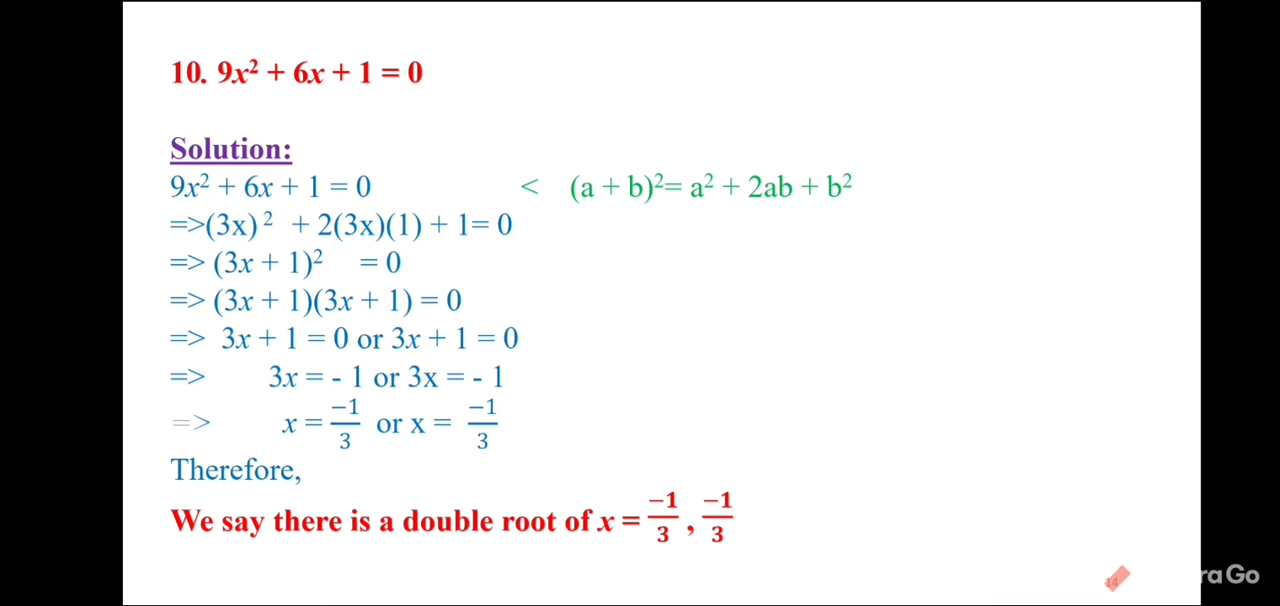 10. 9x² + 6x + 1 = 0
Solution:
9x² + 6x + 1 = 0 < (a + b)²= a² + 2ab + b²
=>(3x)² + 2(3x)(1) + 1= 0
=> (3x + 1)² = 0
=> (3x + 1)(3x + 1) = 0
=> 3x + 1 = 0 or 3x + 1 = 0
=> 3x = - 1 or 3x = - 1
=> x = −1/3 or x = −1/3
Therefore,
We say there is a double root of x = −1/3 , −1/3
14
Go